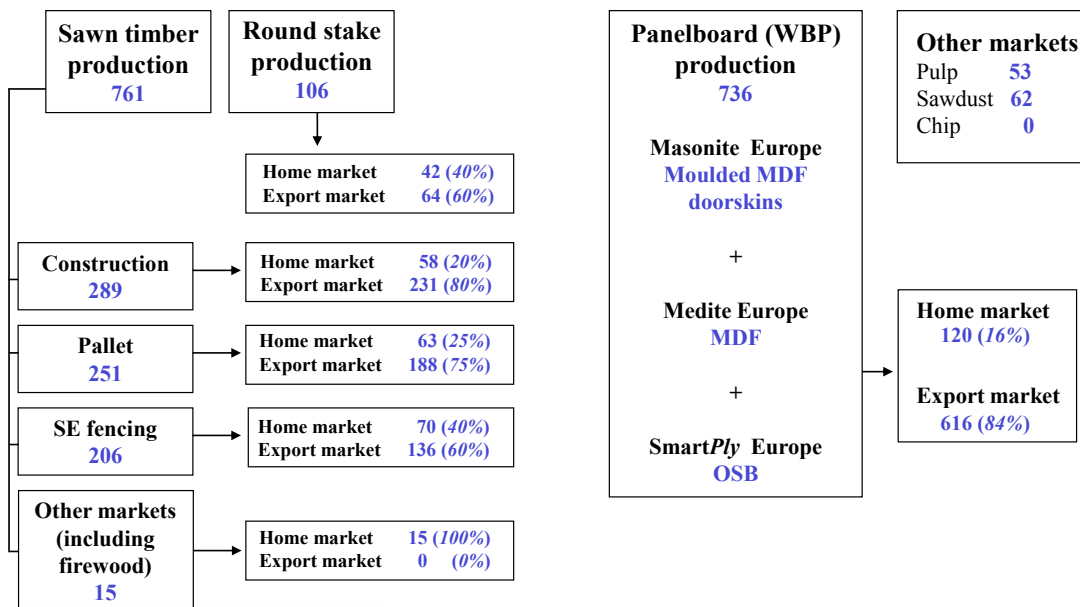 Sawn timber
production
761
Round stake
production
106
Home market 42 (40%)
Export market 64 (60%)
Construction
289
Home market 58 (20%)
Export market 231 (80%)
Pallet
251
Home market 63 (25%)
Export market 188 (75%)
SE fencing
206
Home market 70 (40%)
Export market 136 (60%)
Other markets
(including
firewood)
15
Home market 15 (100%)
Export market 0 (0%)
Panelboard (WBP)
production
736
Masonite Europe
Moulded MDF
doorskins
+
Medite Europe
MDF
+
SmartPly Europe
OSB
Home market
120 (16%)
Export market
616 (84%)
Other markets
Pulp 53
Sawdust 62
Chip 0